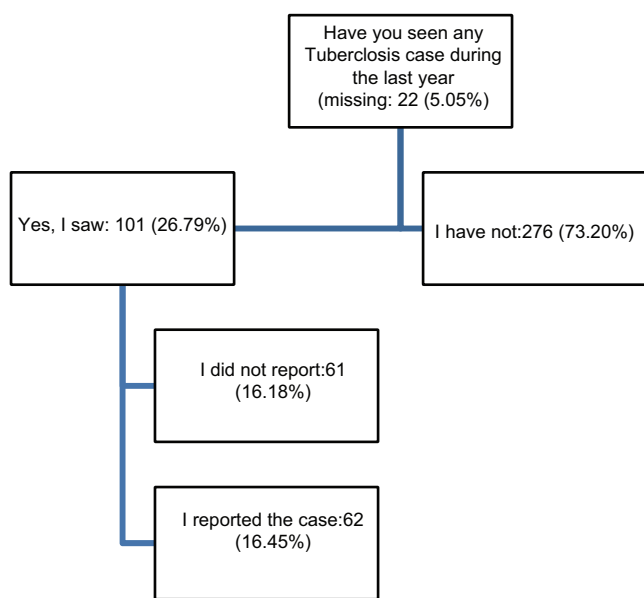 Have you seen any
Tuberclosis case during
the last year
(missing: 22 (5.05%)
Yes, I saw: 101 (26.79%)
I have not:276 (73.20%)
I did not report:61
(16.18%)
I reported the case:62
(16.45%)